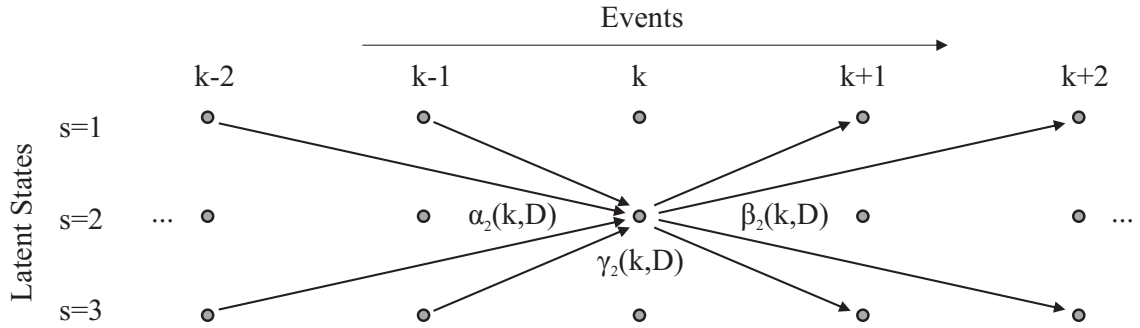 Events
k-2 k-1 k k+1 k+2
s=1
Latent States
s=2 ... α₂(k,D) β₂(k,D) ...
γ₂(k,D)
s=3